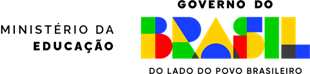 MINISTÉRIO DA
EDUCAÇÃO
GOVERNO DO
BRASIL
DO LADO DO POVO BRASILEIRO